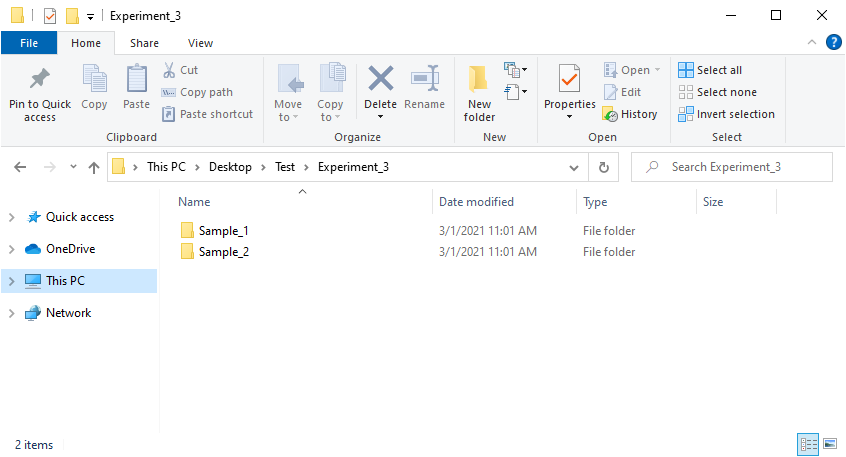 Experiment_3
File Home Share View
Pin to Quick access
Copy
Paste
Cut
Copy path
Paste shortcut
Move to
Copy to
Delete
Rename
New folder
Properties
Open
Edit
History
Select all
Select none
Invert selection
Clipboard Organize New Open Select
This PC Desktop Test Experiment_3 Search Experiment_3
Name Date modified Type Size
Quick access
OneDrive
This PC
Network
Sample_1 3/1/2021 11:01 AM File folder
Sample_2 3/1/2021 11:01 AM File folder
2 items